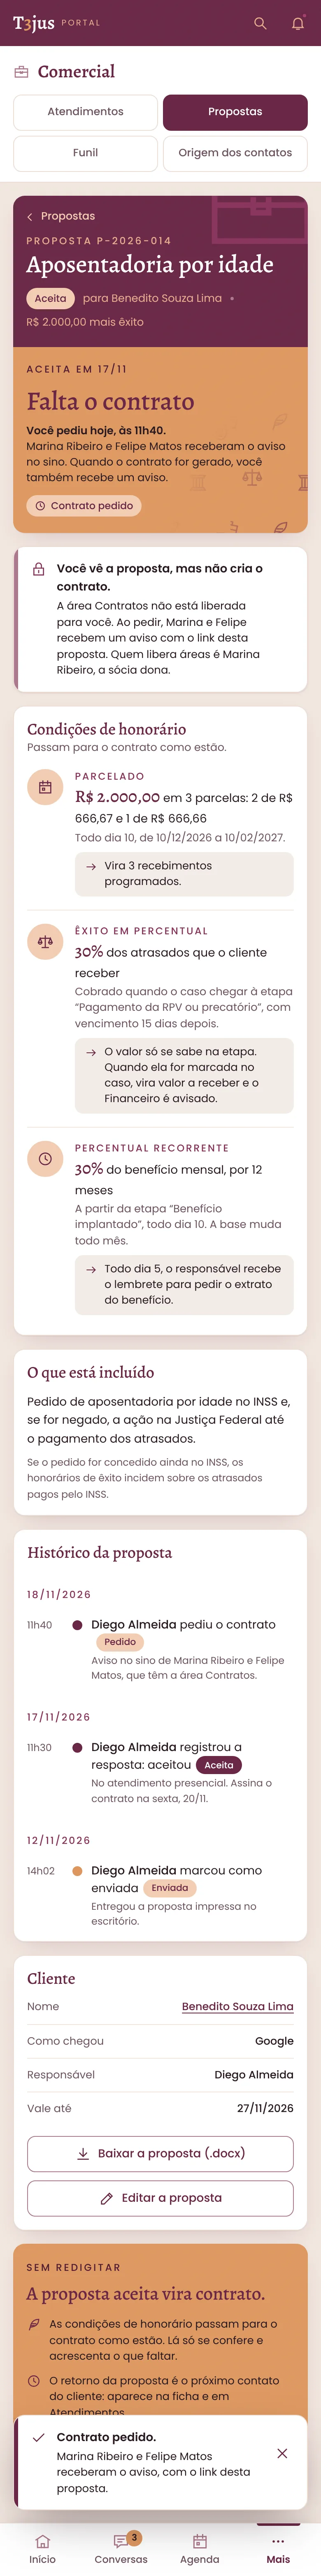 T3jus PORTAL
Comercial
Atendimentos
Propostas
Funil
Origem dos contatos
Propostas
PROPOSTA P-2026-014
Aposentadoria por idade
Aceita para Benedito Souza Lima •
R$ 2.000,00 mais êxito
ACEITA EM 17/11
Falta o contrato
Você pediu hoje, às 11h40.
Marina Ribeiro e Felipe Matos receberam o aviso
no sino. Quando o contrato for gerado, você
também recebe um aviso.
Contrato pedido
Você vê a proposta, mas não cria o
contrato.
A área Contratos não está liberada
para você. Ao pedir, Marina e Felipe
recebem um aviso com o link desta
proposta. Quem libera áreas é Marina
Ribeiro, a sócia dona.
Condições de honorário
Passam para o contrato como estão.
PARCELADO
R$ 2.000,00 em 3 parcelas: 2 de R$
666,67 e 1 de R$ 666,66
Todo dia 10, de 10/12/2026 a 10/02/2027.
→ Vira 3 recebimentos
programados.
ÊXITO EM PERCENTUAL
30% dos atrasados que o cliente
receber
Cobrado quando o caso chegar à etapa
“Pagamento da RPV ou precatório”, com
vencimento 15 dias depois.
→ O valor só se sabe na etapa.
Quando ela for marcada no
caso, vira valor a receber e o
Financeiro é avisado.
PERCENTUAL RECORRENTE
30% do benefício mensal, por 12
meses
A partir da etapa “Benefício
implantado”, todo dia 10. A base muda
todo mês.
→ Todo dia 5, o responsável recebe
o lembrete para pedir o extrato
do benefício.
O que está incluído
Pedido de aposentadoria por idade no INSS e,
se for negado, a ação na Justiça Federal até
o pagamento dos atrasados.
Se o pedido for concedido ainda no INSS, os
honorários de êxito incidem sobre os atrasados
pagos pelo INSS.
Histórico da proposta
18/11/2026
11h40 Diego Almeida pediu o contrato
Pedido
Aviso no sino de Marina Ribeiro e Felipe
Matos, que têm a área Contratos.
17/11/2026
11h30 Diego Almeida registrou a
resposta: aceitou Aceita
No atendimento presencial. Assina o
contrato na sexta, 20/11.
12/11/2026
14h02 Diego Almeida marcou como
enviada Enviada
Entregou a proposta impressa no
escritório.
Cliente
Nome Benedito Souza Lima
Como chegou Google
Responsável Diego Almeida
Vale até 27/11/2026
Baixar a proposta (.docx)
Editar a proposta
SEM REDIGITAR
A proposta aceita vira contrato.
As condições de honorário passam para o
contrato como estão. Lá só se confere e
acrescenta o que faltar.
O retorno da proposta é o próximo contato
do cliente: aparece na ficha e em
Atendimentos
Contrato pedido.
Marina Ribeiro e Felipe Matos
receberam o aviso, com o link desta
proposta.
3
Início
Conversas
Agenda
Mais